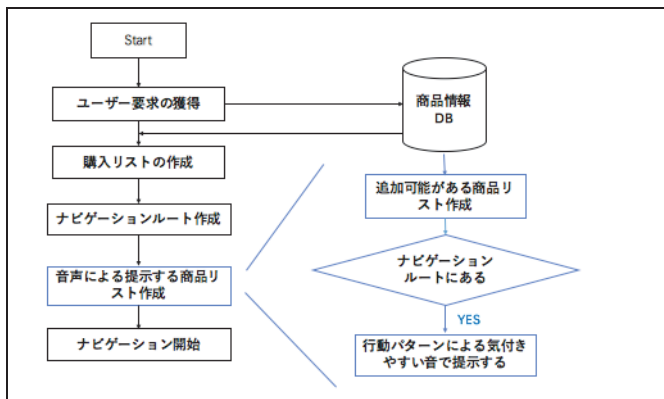 Start
ユーザー要求の獲得
購入リストの作成
ナビゲーションルート作成
音声による提示する商品リ
スト作成
ナビゲーション開始
商品情報
DB
追加可能がある商品リ
スト作成
ナビゲーション
ルートにある
YES
行動パターンによる気付き
やすい音で提示する